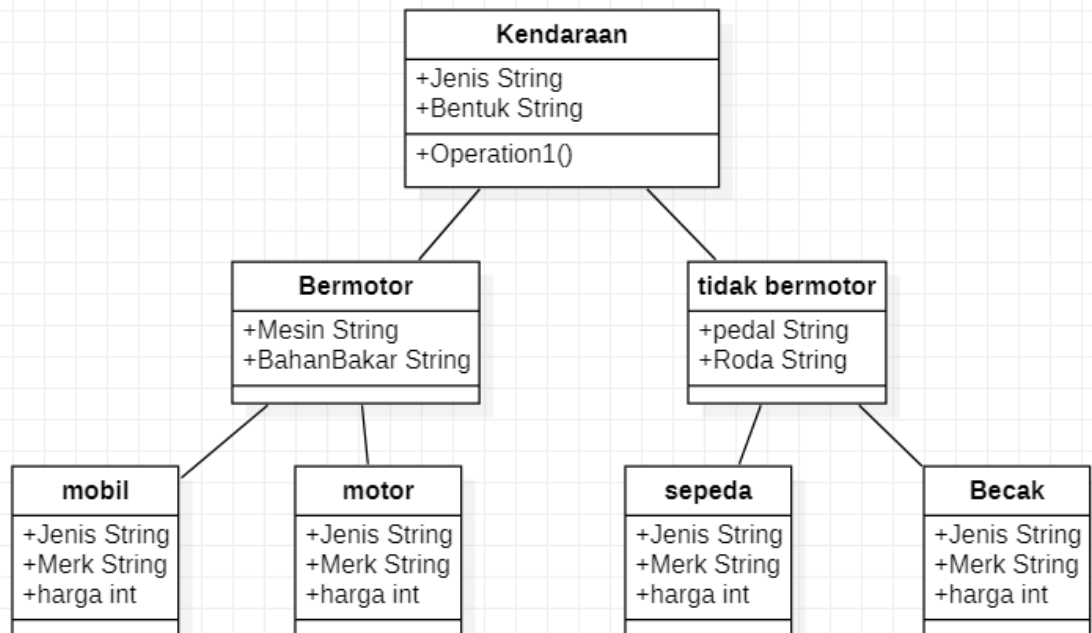 Kendaraan
+Jenis String
+Bentuk String
+Operation1()
Bermotor
+Mesin String
+BahanBakar String
tidak bermotor
+pedal String
+Roda String
mobil
+Jenis String
+Merk String
+harga int
motor
+Jenis String
+Merk String
+harga int
sepeda
+Jenis String
+Merk String
+harga int
Becak
+Jenis String
+Merk String
+harga int